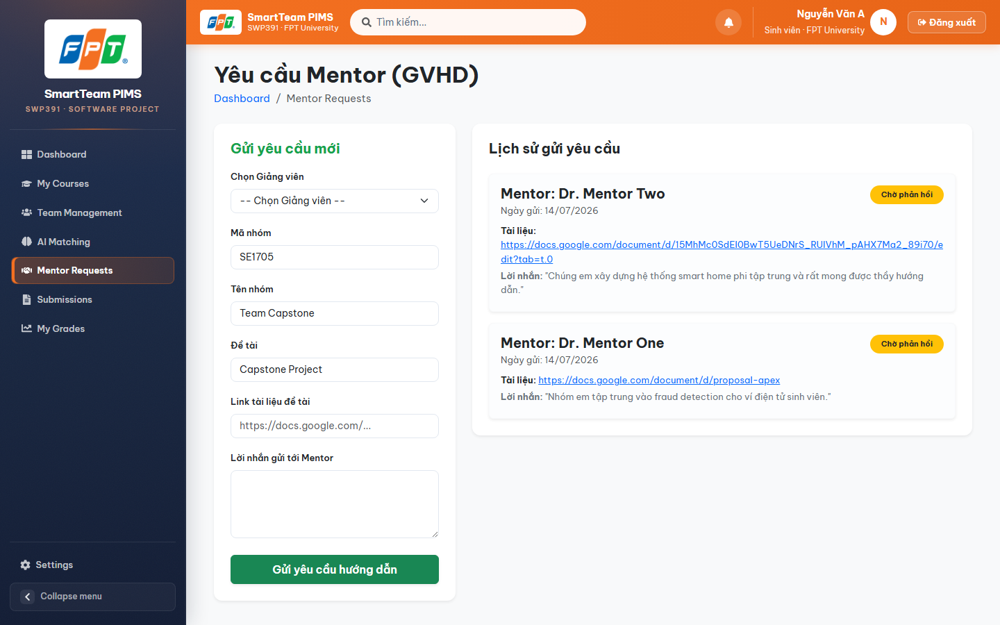 FPT
SmartTeam PIMS
SWP391 · SOFTWARE PROJECT
Dashboard
My Courses
Team Management
AI Matching
Mentor Requests
Submissions
My Grades
Settings
Collapse menu
FPT
SmartTeam PIMS
SWP391 · FPT University
Tìm kiếm...
Nguyễn Văn A
Sinh viên · FPT University
N
Đăng xuất
Yêu cầu Mentor (GVHD)
Dashboard / Mentor Requests
Gửi yêu cầu mới
Chọn Giảng viên
-- Chọn Giảng viên --
Mã nhóm
SE1705
Tên nhóm
Team Capstone
Đề tài
Capstone Project
Link tài liệu đề tài
https://docs.google.com/...
Lời nhắn gửi tới Mentor
Gửi yêu cầu hướng dẫn
Lịch sử gửi yêu cầu
Mentor: Dr. Mentor Two
Chờ phản hồi
Ngày gửi: 14/07/2026
Tài liệu:
https://docs.google.com/document/d/15MhMc0SdEI0BwT5UeDNrS_RUIVhM_pAHX7Ma2_89i70/e
dit?tab=t.0
Lời nhắn: "Chúng em xây dựng hệ thống smart home phi tập trung và rất mong được thầy hướng
dẫn."
Mentor: Dr. Mentor One
Chờ phản hồi
Ngày gửi: 14/07/2026
Tài liệu: https://docs.google.com/document/d/proposal-apex
Lời nhắn: "Nhóm em tập trung vào fraud detection cho ví điện tử sinh viên."